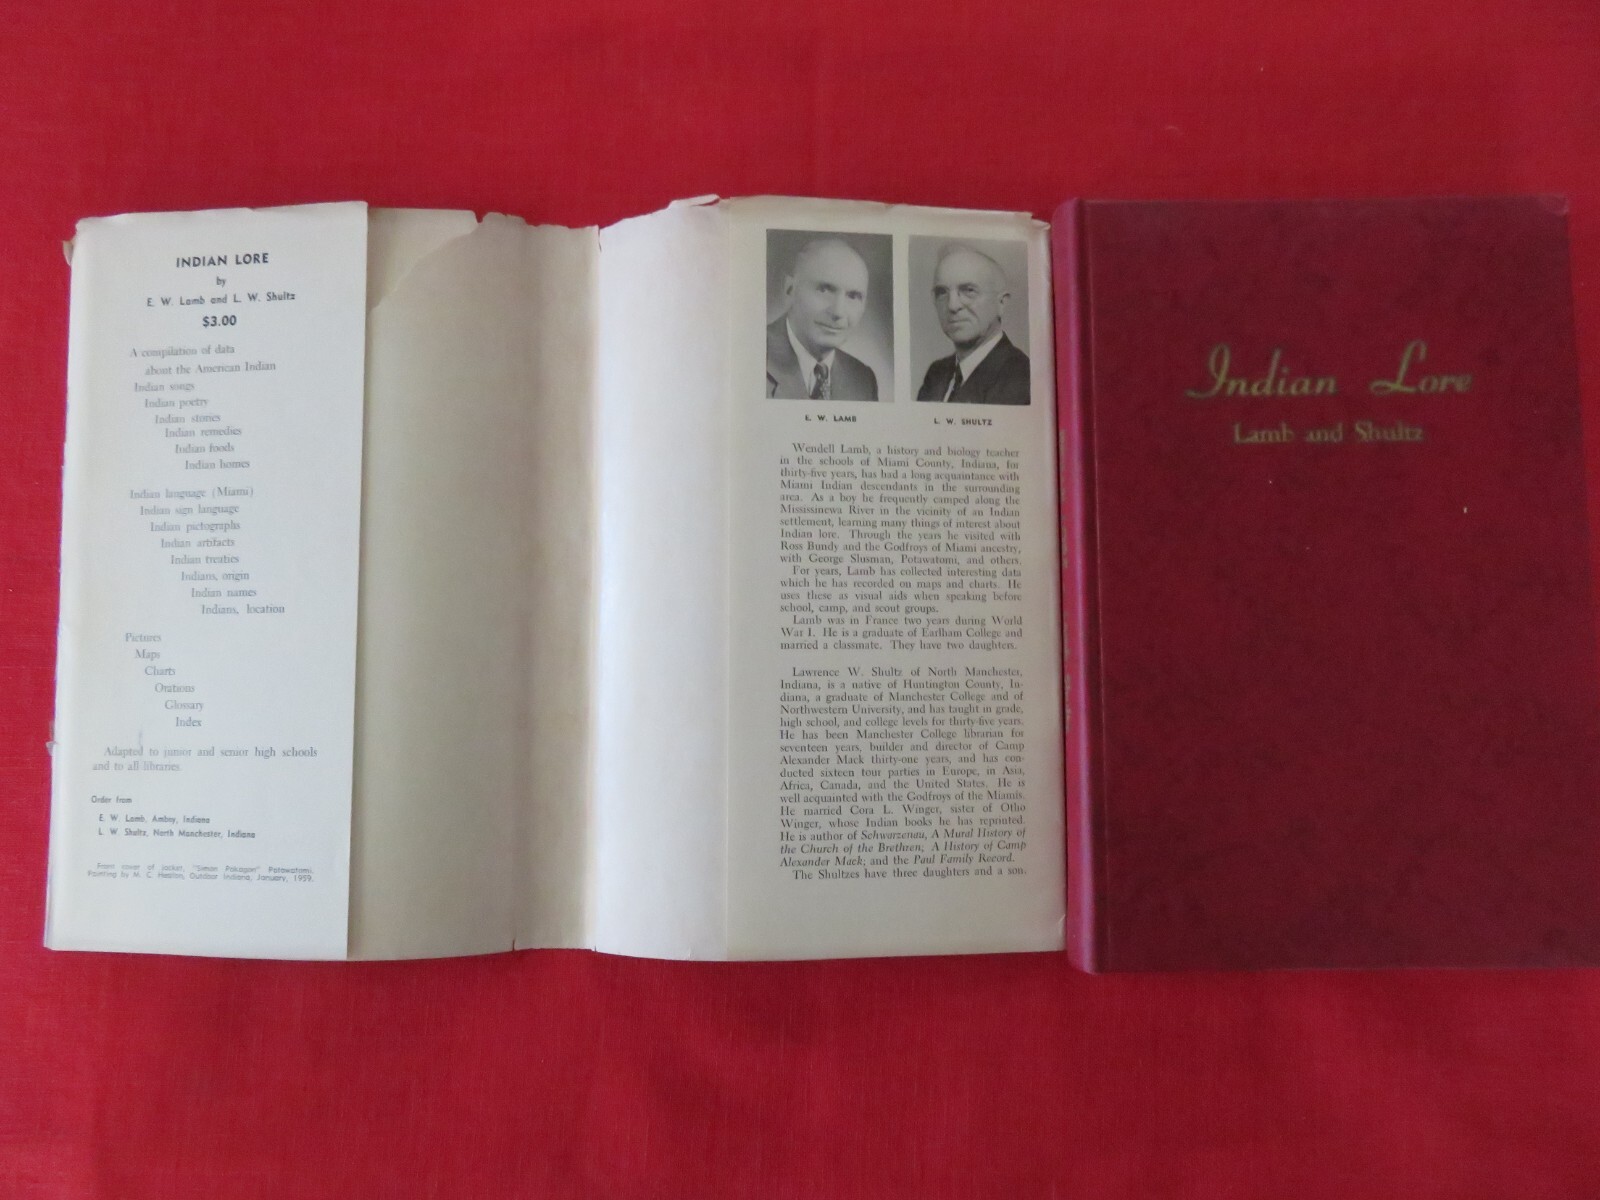 INDIAN LORE
by
E. W. Lamb and L. W. Shultz
$3.00
A compilation of data
about the American Indian
Indian songs
Indian poetry
Indian stories
Indian remedies
Indian foods
Indian homes
Indian language (Miami)
Indian sign language
Indian pictographs
Indian artifacts
Indian treaties
Indians, origin
Indian names
Indians, location
Pictures
Maps
Charts
Orations
Glossary
Index
Adapted to junior and senior high schools
and to all libraries.
Order from
E. W. Lamb, Amboy, Indiana
L. W. Shultz, North Manchester, Indiana
Front cover of jacket, "Simon Pokagon" Potawatomi.
Painting by M. C. Outdoor Indiana, January, 1959.
E. W. LAMB
L. W. SHULTZ
Wendell Lamb, a history and biology teacher
in the schools of Miami County, Indiana, for
thirty-five years, has had a long acquaintance with
Miami Indian descendants in the surrounding
area. As a boy he frequently camped along the
Mississinewa River in the vicinity of an Indian
settlement, learning many things of interest about
Indian lore. Through the years he visited with
Ross Bundy and the Godfroys of Miami ancestry,
with George Slusman, Potawatomi, and others.
For years, Lamb has collected interesting data
which he has recorded on maps and charts. He
uses these as visual aids when speaking before
school, camp, and scout groups.
Lamb was in France two years during World
War I. He is a graduate of Earlham College and
married a classmate. They have two daughters.
Lawrence W. Shultz of North Manchester,
Indiana, is a native of Huntington County, In-
diana, a graduate of Manchester College and of
Northwestern University, and has taught in grade,
high school, and college levels for thirty-five years.
He has been Manchester College librarian for
seventeen years, builder and director of Camp
Alexander Mack thirty-one years, and has con-
ducted sixteen tour parties in Europe, in Asia,
Africa, Canada, and the United States. He is
well acquainted with the Godfroys of the Miamis.
He married Cora L. Winger, sister of Otho
Winger, whose Indian books he has reprinted.
He is author of Schwarzenau, A Mural History of
the Church of the Brethren; A History of Camp
Alexander Mack; and the Paul Family Record.
The Shultzes have three daughters and a son.
Indian Lore
Lamb and Shultz